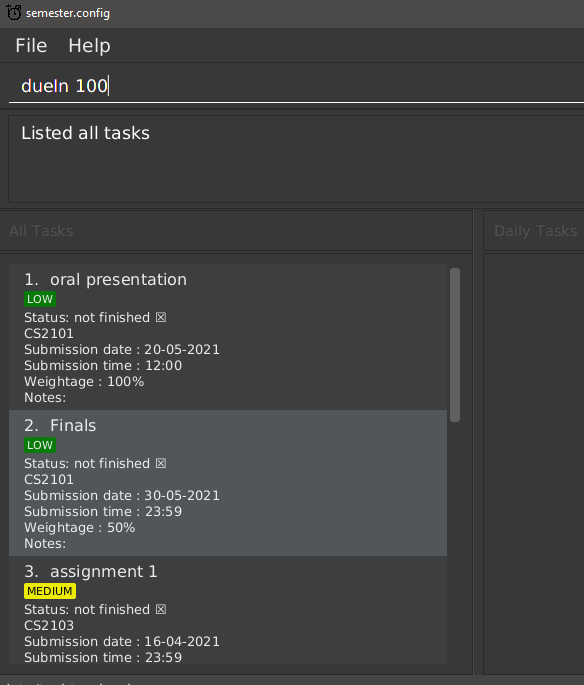 semester.config
File Help
dueIn 100
Listed all tasks
All Tasks
Daily Tasks
1. oral presentation
LOW
Status: not finished ☒
CS2101
Submission date : 20-05-2021
Submission time : 12:00
Weightage : 100%
Notes:
2. Finals
LOW
Status: not finished ☒
CS2101
Submission date : 30-05-2021
Submission time : 23:59
Weightage : 50%
Notes:
3. assignment 1
MEDIUM
Status: not finished ☒
CS2103
Submission date : 16-04-2021
Submission time : 23:59